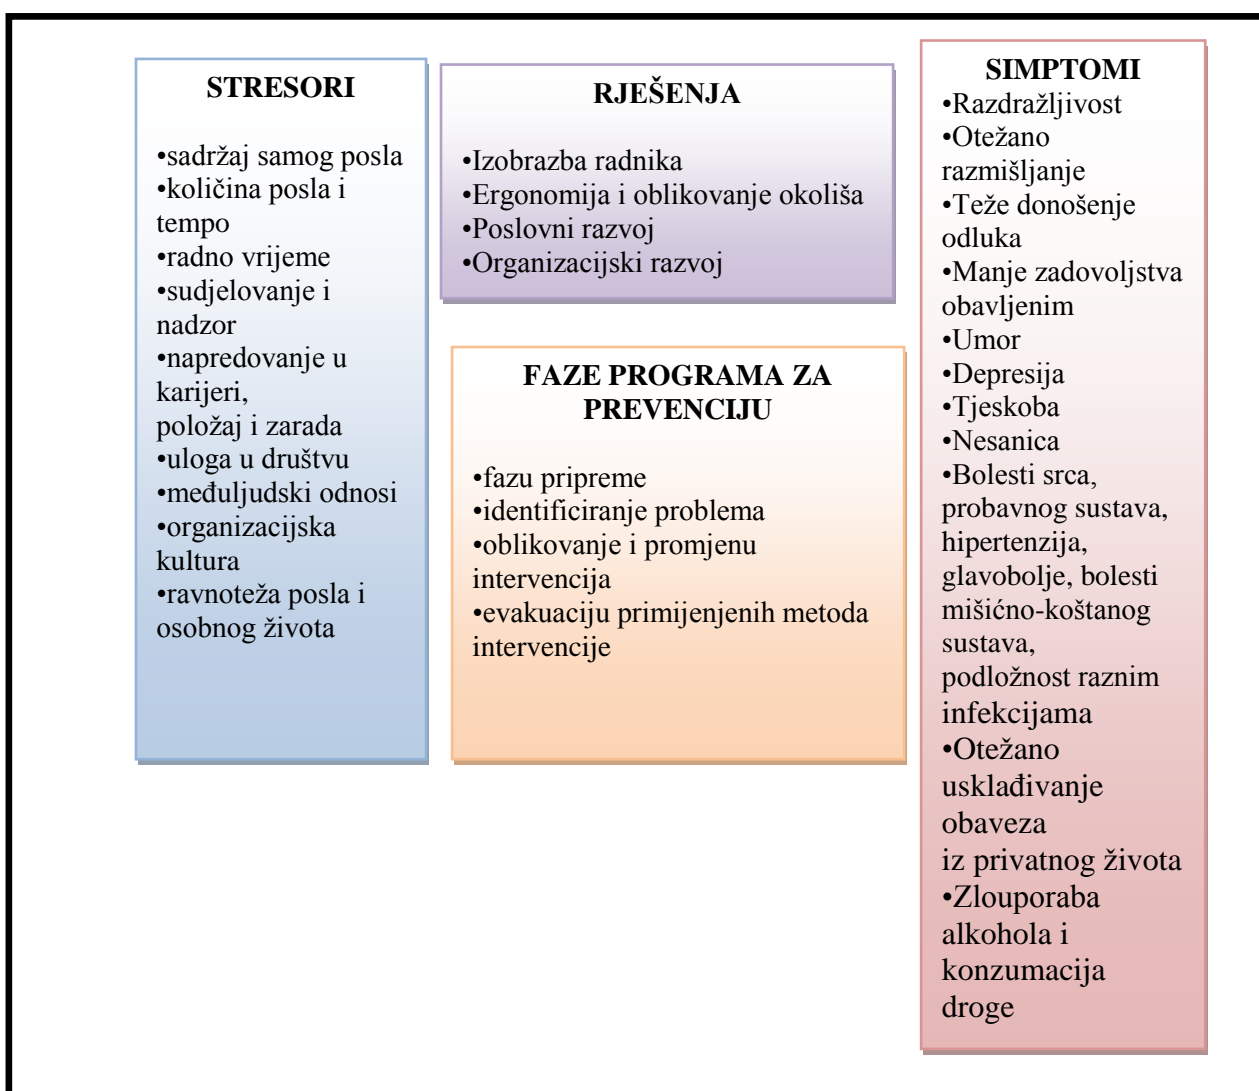 STRESORI
•sadržaj samog posla
•količina posla i
tempo
•radno vrijeme
•sudjelovanje i
nadzor
•napredovanje u
karijeri,
položaj i zarada
•uloga u društvu
•međuljudski odnosi
•organizacijska
kultura
•ravnoteža posla i
osobnog života
RJEŠENJA
•Izobrazba radnika
•Ergonomija i oblikovanje okoliša
•Poslovni razvoj
•Organizacijski razvoj
FAZE PROGRAMA ZA
PREVENCIJU
•fazu pripreme
•identificiranje problema
•oblikovanje i promjenu
intervencija
•evakuaciju primijenjenih metoda
intervencije
SIMPTOMI
•Razdražljivost
•Otežano
razmišljanje
•Teže donošenje
odluka
•Manje zadovoljstva
obavljenim
•Umor
•Depresija
•Tjeskoba
•Nesanica
•Bolesti srca,
probavnog sustava,
hipertenzija,
glavobolje, bolesti
mišićno-koštanog
sustava,
podložnost raznim
infekcijama
•Otežano
usklađivanje
obaveza
iz privatnog života
•Zlouporaba
alkohola i
konzumacija
droge